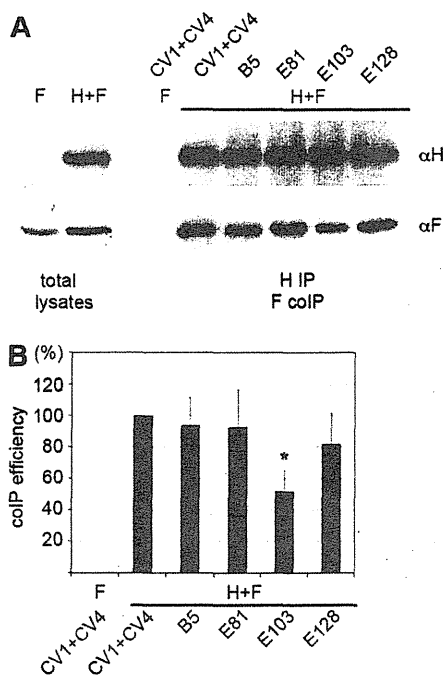 A
CV1+CV4
CV1+CV4
B5
E81
E103
E128
F
H+F
F
H+F
αH
αF
total
lysates
H IP
F coIP
B
(%)
120
100
80
60
40
20
coIP efficiency
*
F
H+F
CV1+CV4
CV1+CV4
B5
E81
E103
E128